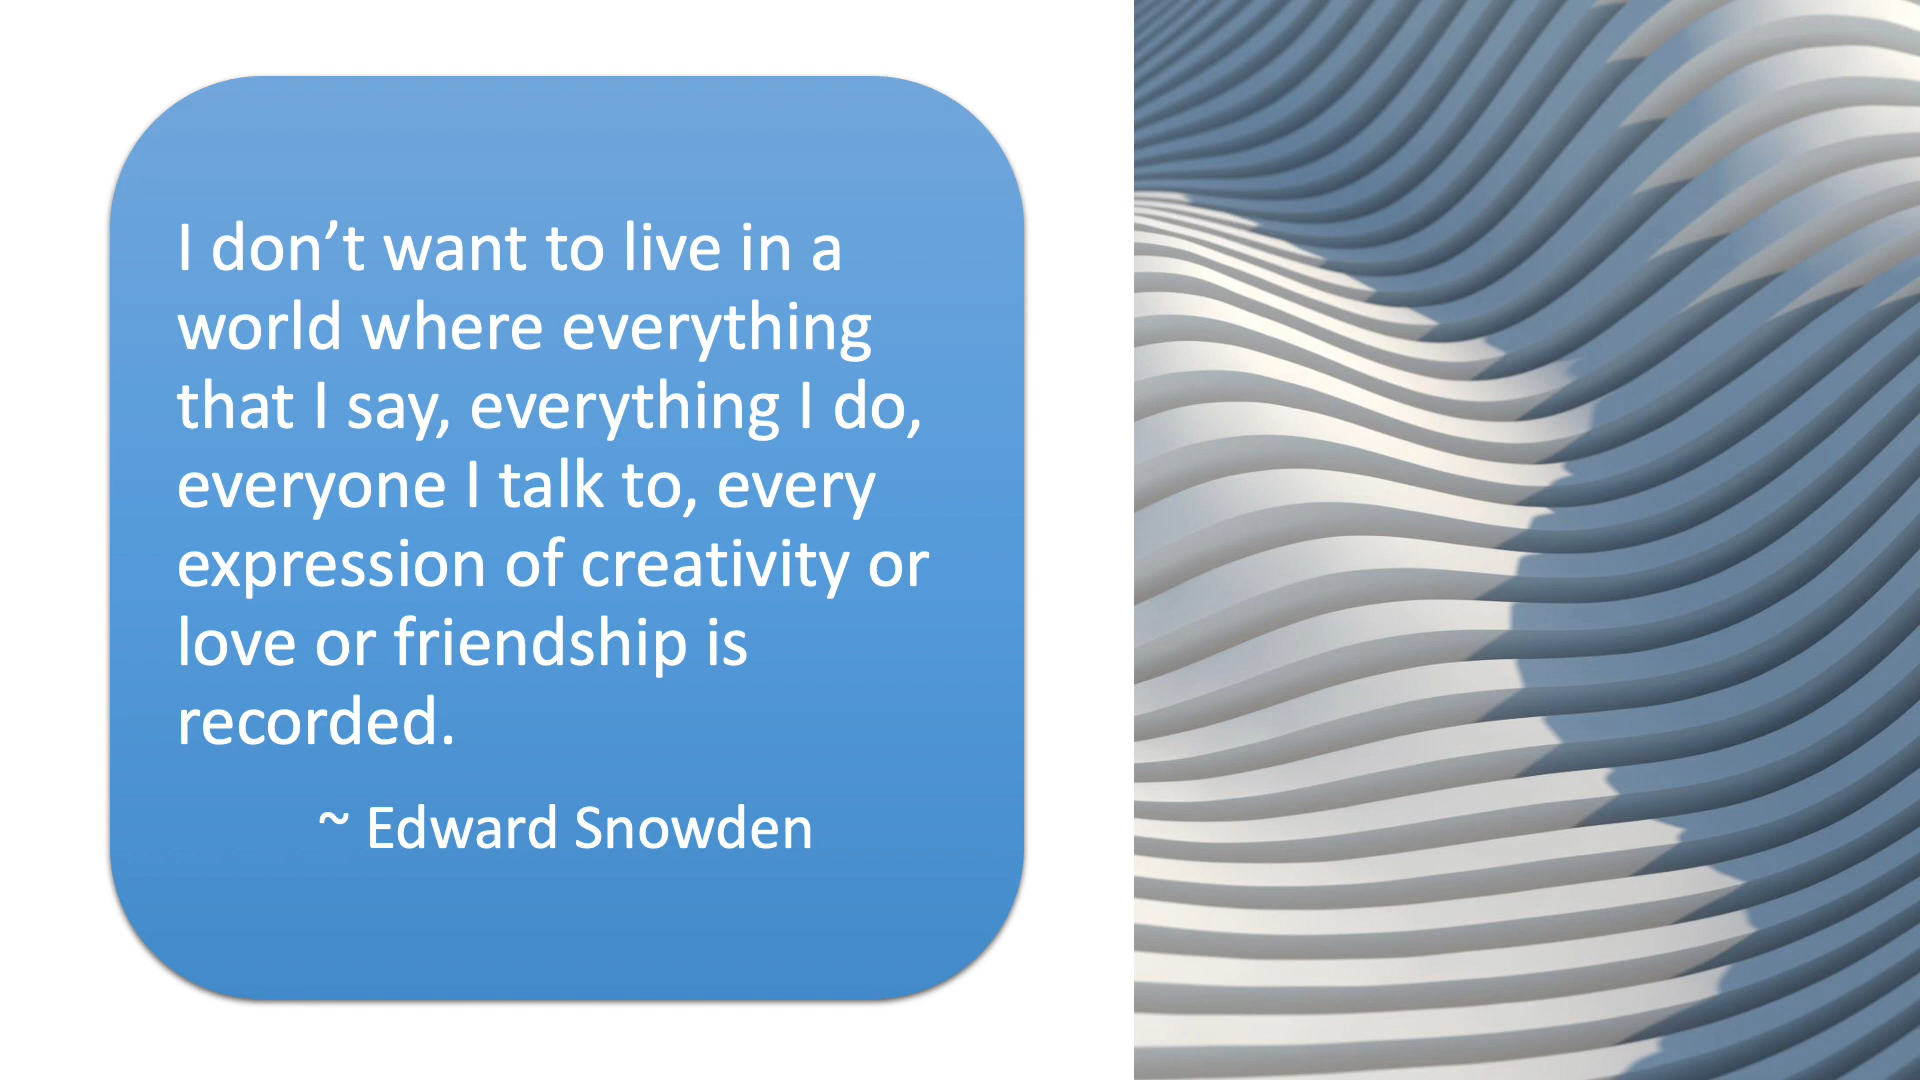 I don’t want to live in a
world where everything
that I say, everything I do,
everyone I talk to, every
expression of creativity or
love or friendship is
recorded.
~ Edward Snowden